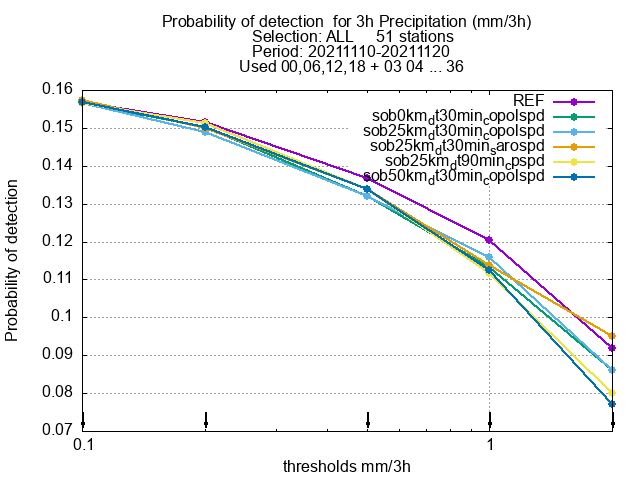 Probability of detection  for 3h Precipitation (mm/3h)
Selection: ALL     51 stations
Period: 20211110-20211120
Used 00,06,12,18 + 03 04 ... 36
REF
sob0km_dt30min_copolspd
sob25km_dt30min_copolspd
sob25km_dt30min_sarospd
sob25km_dt90min_cpspd
sob50km_dt30min_copolspd
0.16
0.15
0.14
0.13
0.12
0.11
0.1
0.09
0.08
0.07
Probability of detection
0.1
1
thresholds mm/3h